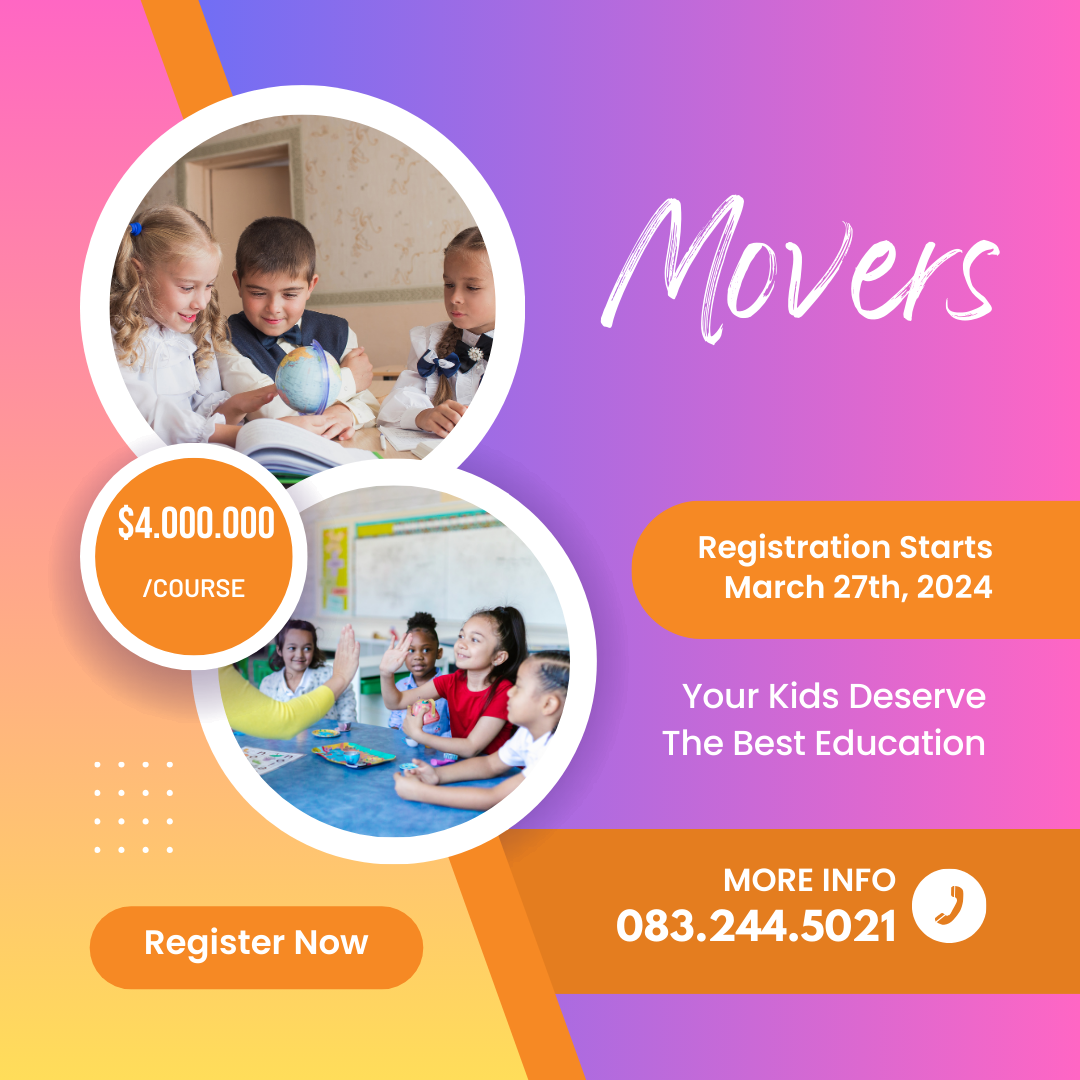 Movers
$4.000.000
/COURSE
Registration Starts
March 27th, 2024
Your Kids Deserve
The Best Education
MORE INFO
083.244.5021
Register Now